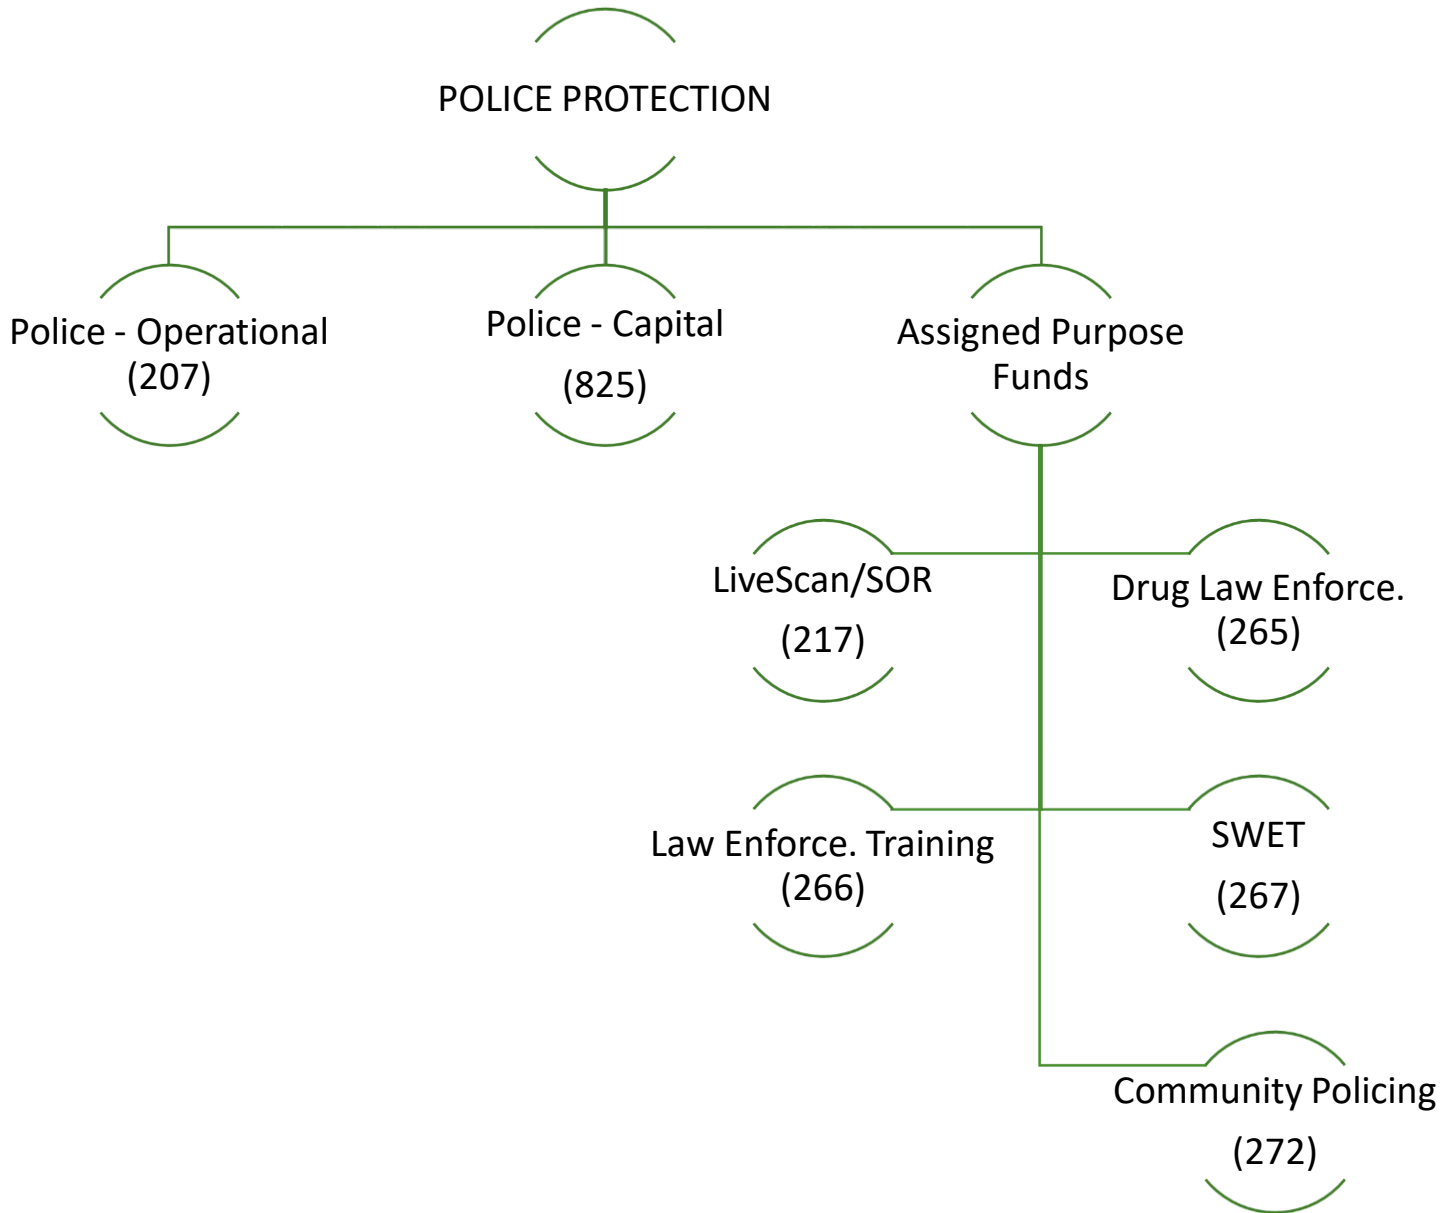 POLICE PROTECTION
Police - Operational
(207)
Police - Capital
(825)
Assigned Purpose
Funds
LiveScan/SOR
(217)
Drug Law Enforce.
(265)
Law Enforce. Training
(266)
SWET
(267)
Community Policing
(272)